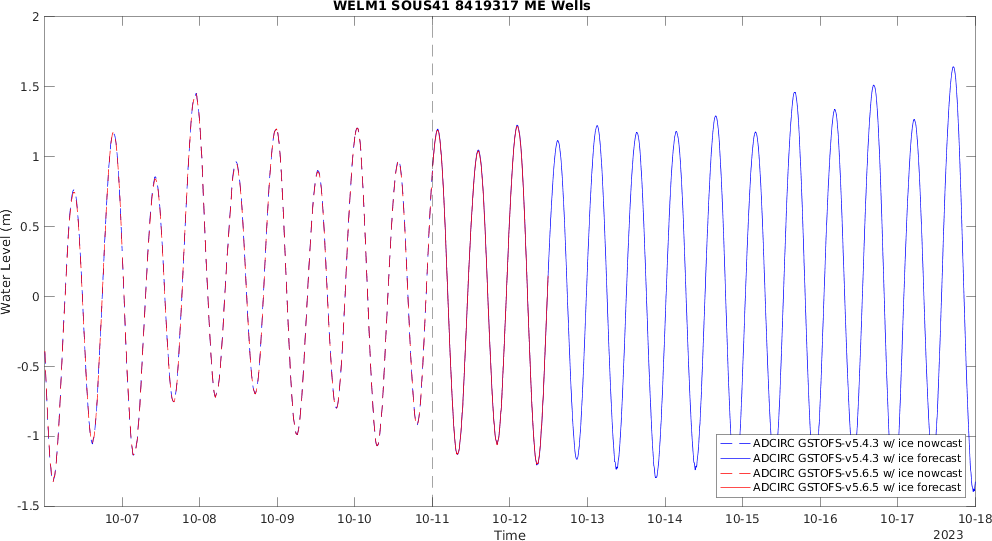 WELM1 SOUS41 8419317 ME Wells
2
1.5
1
0.5
0
-0.5
-1
-1.5
Water Level (m)
ADCIRC GSTOFS-v5.4.3 w/ ice nowcast
ADCIRC GSTOFS-v5.4.3 w/ ice forecast
ADCIRC GSTOFS-v5.6.5 w/ ice nowcast
ADCIRC GSTOFS-v5.6.5 w/ ice forecast
10-07 10-08 10-09 10-10 10-11 10-12 10-13 10-14 10-15 10-16 10-17 10-18
Time
2023